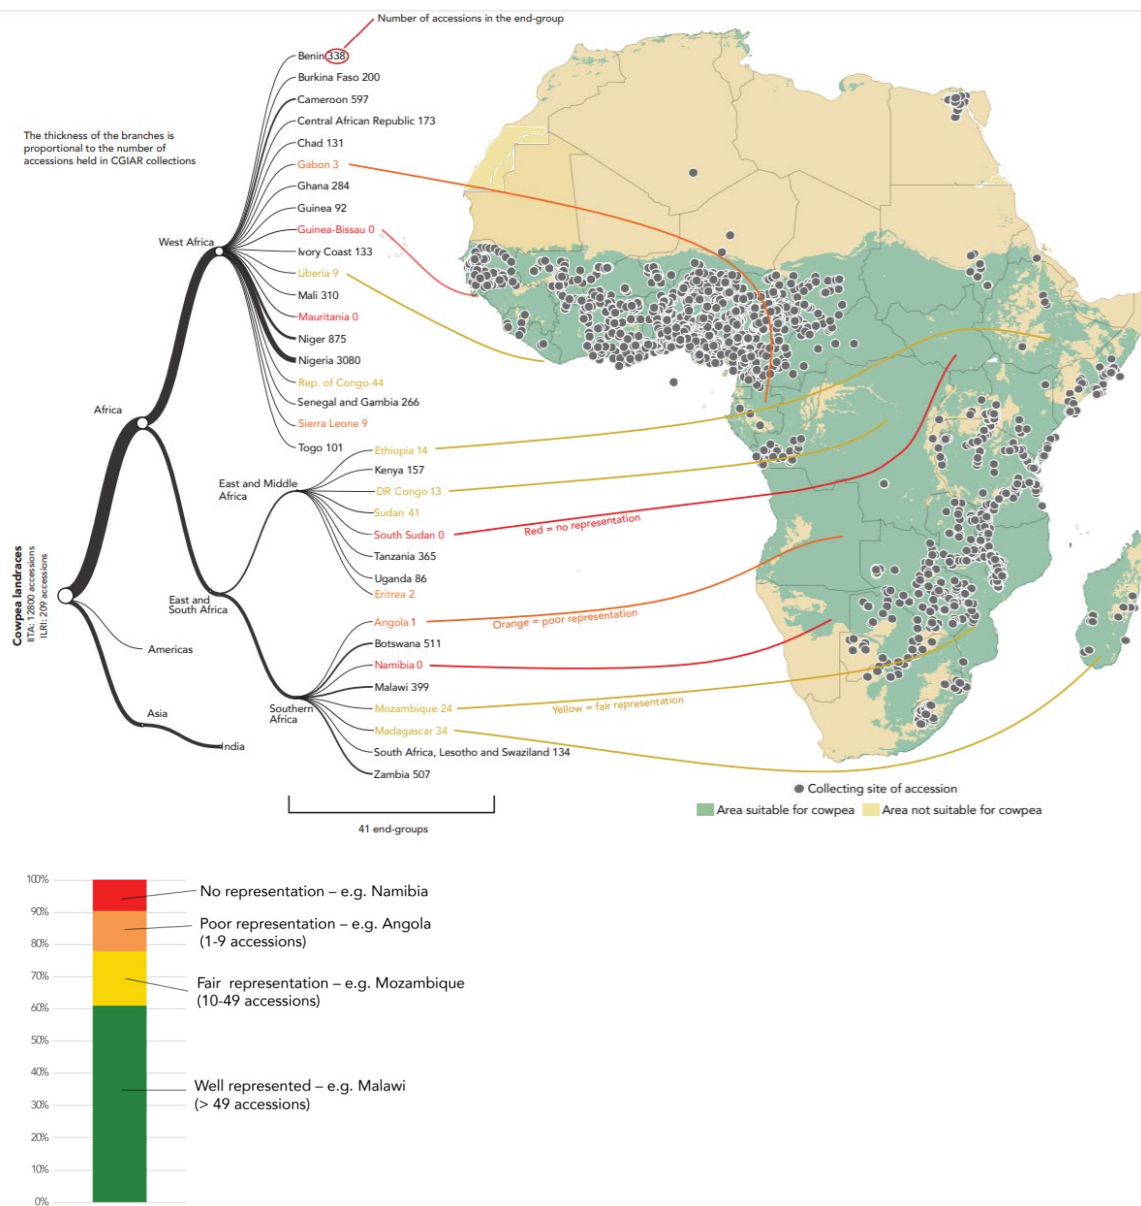 Number of accessions in the end-group
The thickness of the branches is
proportional to the number of
accessions held in CGIAR collections
Benin 338
Burkina Faso 200
Cameroon 597
Central African Republic 173
Chad 131
Gabon 3
Ghana 284
Guinea 92
Guinea-Bissau 0
Ivory Coast 133
Liberia 9
Mali 310
Mauritania 0
Niger 875
Nigeria 3080
Rep. of Congo 44
Senegal and Gambia 266
Sierra Leone 9
Togo 101
West Africa
Africa
East and Middle
Africa
Ethiopia 14
Kenya 157
DR Congo 13
Sudan 41
South Sudan 0
Tanzania 365
Uganda 86
Eritrea 2
Red = no representation
East and
South Africa
Cowpea landraces
IITA: 12800 accessions
ILRI: 209 accessions
Angola 1
Botswana 511
Namibia 0
Malawi 399
Mozambique 24
Madagascar 34
South Africa, Lesotho and Swaziland 134
Zambia 507
Orange = poor representation
Yellow = fair representation
Southern
Africa
Americas
Asia
India
41 end-groups
Collecting site of accession
Area suitable for cowpea
Area not suitable for cowpea
100%
90%
80%
70%
60%
50%
40%
30%
20%
10%
0%
No representation – e.g. Namibia
Poor representation – e.g. Angola
(1-9 accessions)
Fair representation – e.g. Mozambique
(10-49 accessions)
Well represented – e.g. Malawi
(> 49 accessions)